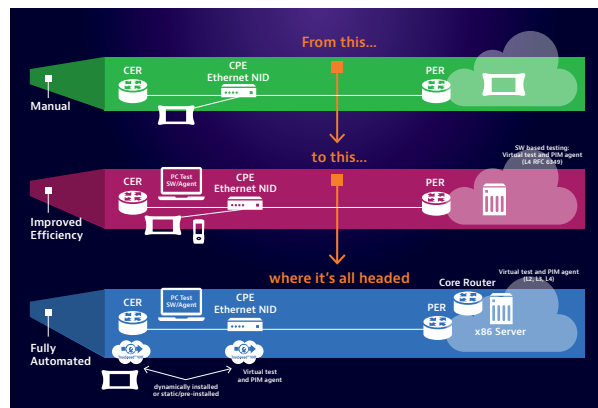 From this...
CER
CPE
Ethernet NID
PER
Manual
to this...
SW based testing:
Virtual test and PIM agent
(L4 RFC 6349)
CER
PC Test
SW/Agent
CPE
Ethernet NID
PER
Improved
Efficiency
where it's all headed
Virtual test and PIM agent
(L2, L3, L4)
Core Router
CER
PC Test
SW/Agent
CPE
Ethernet NID
PER
x86 Server
Fully
Automated
Virtual test
and PIM agent
dynamically installed
or static/pre-installed